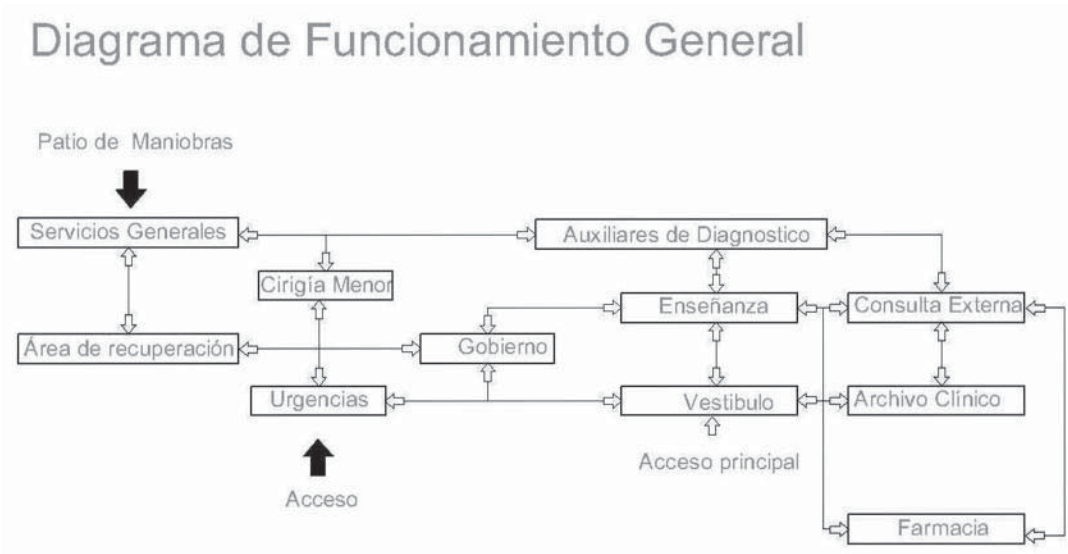 Diagrama de Funcionamiento General
Patio de Maniobras
Servicios Generales
Auxiliares de Diagnostico
Cirigía Menor
Enseñanza
Consulta Externa
Área de recuperación
Gobierno
Urgencias
Vestibulo
Archivo Clínico
Acceso principal
Acceso
Farmacia